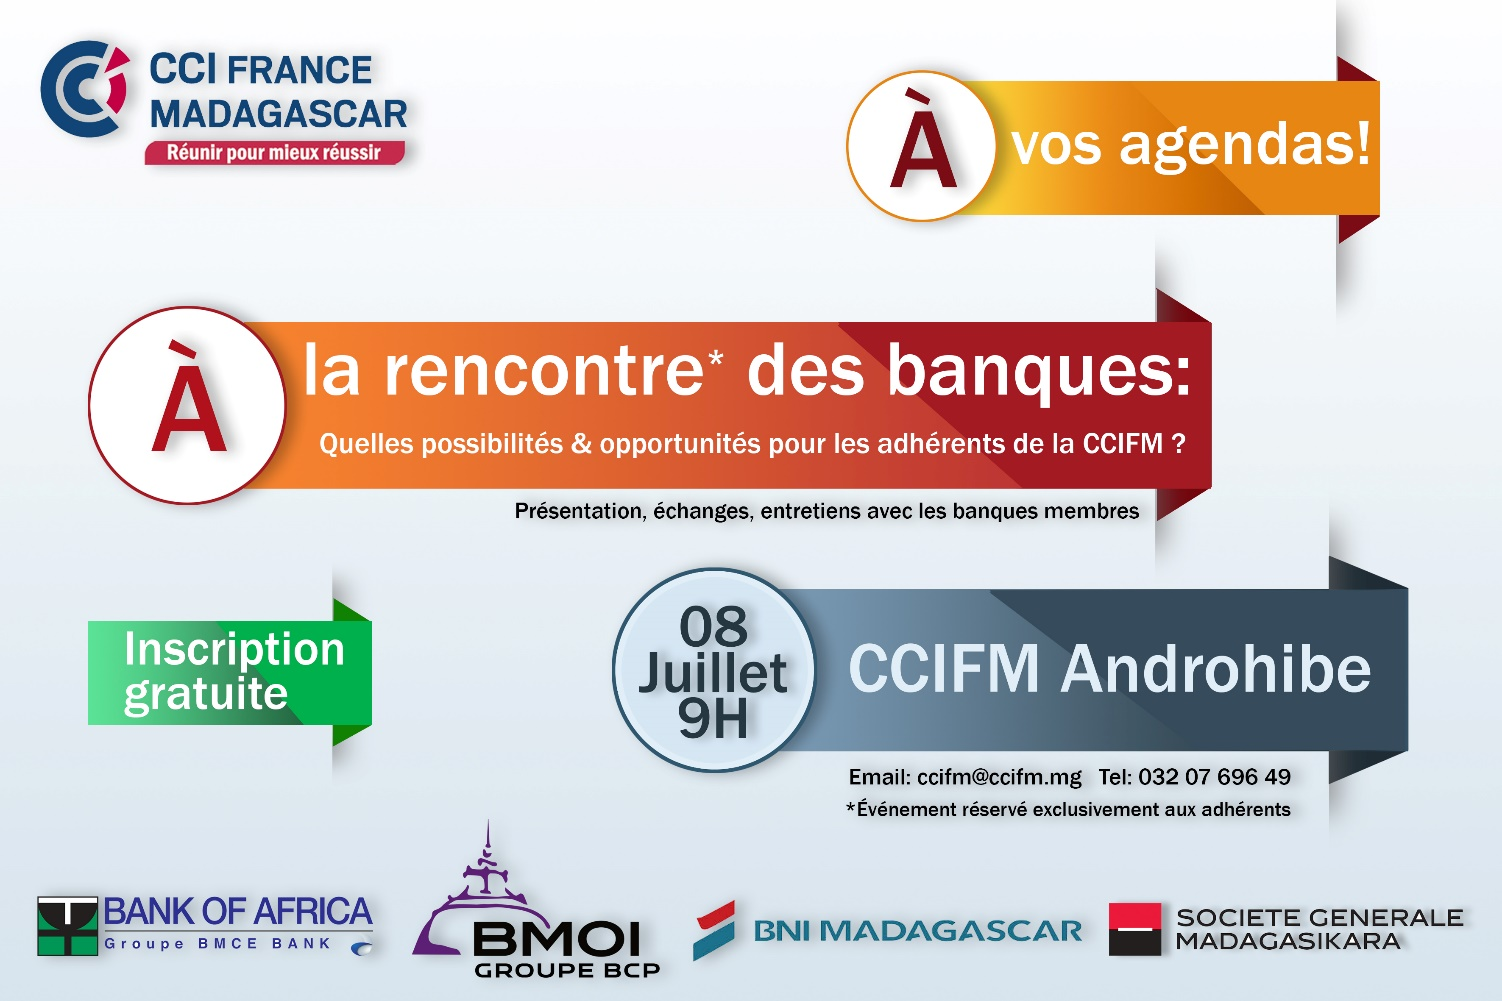 CCI FRANCE
MADAGASCAR
Réunir pour mieux réussir
À vos agendas!
À la rencontre* des banques:
Quelles possibilités & opportunités pour les adhérents de la CCIFM ?
Présentation, échanges, entretiens avec les banques membres
Inscription
gratuite
08
Juillet
9H
CCIFM Androhibe
Email: ccifm@ccifm.mg Tel: 032 07 696 49
*Événement réservé exclusivement aux adhérents
BANK OF AFRICA
Groupe BMCE BANK
BMOI
GROUPE BCP
BNI MADAGASCAR
SOCIETE GENERALE
MADAGASIKARA